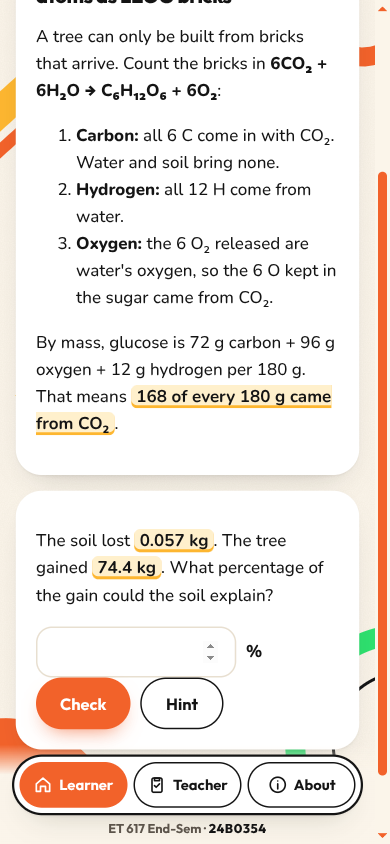 A tree can only be built from bricks
that arrive. Count the bricks in 6CO₂ +
6H₂O → C₆H₁₂O₆ + 6O₂:
1. Carbon: all 6 C come in with CO₂.
Water and soil bring none.
2. Hydrogen: all 12 H come from
water.
3. Oxygen: the 6 O₂ released are
water's oxygen, so the 6 O kept in
the sugar came from CO₂.
By mass, glucose is 72 g carbon + 96 g
oxygen + 12 g hydrogen per 180 g.
That means 168 of every 180 g came
from CO₂.
The soil lost 0.057 kg. The tree
gained 74.4 kg. What percentage of
the gain could the soil explain?
%
Check Hint
Learner Teacher About
ET 617 End-Sem · 24B0354